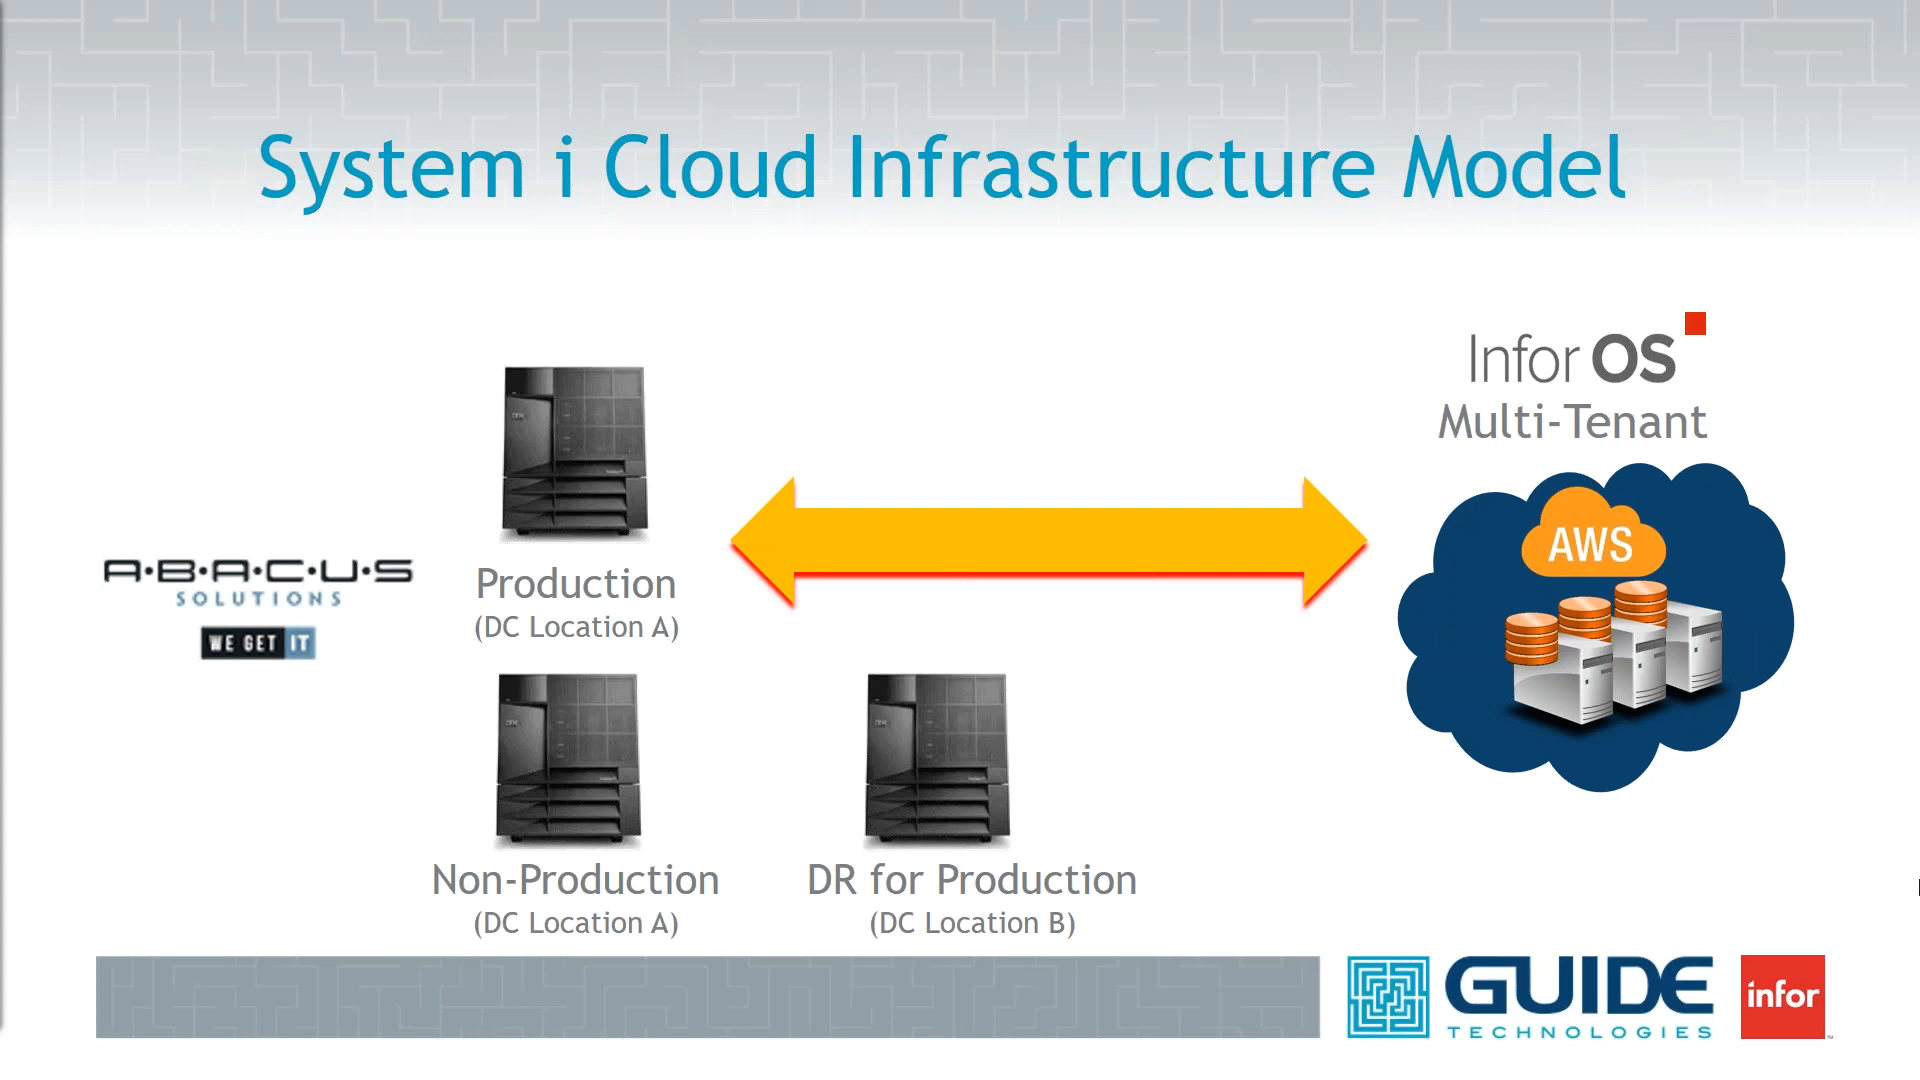 System i Cloud Infrastructure Model
Infor OS
Multi-Tenant
AWS
A·B·A·C·U·S
SOLUTIONS
WE GET IT
Production
(DC Location A)
Non-Production
(DC Location A)
DR for Production
(DC Location B)
GUIDE
TECHNOLOGIES
infor